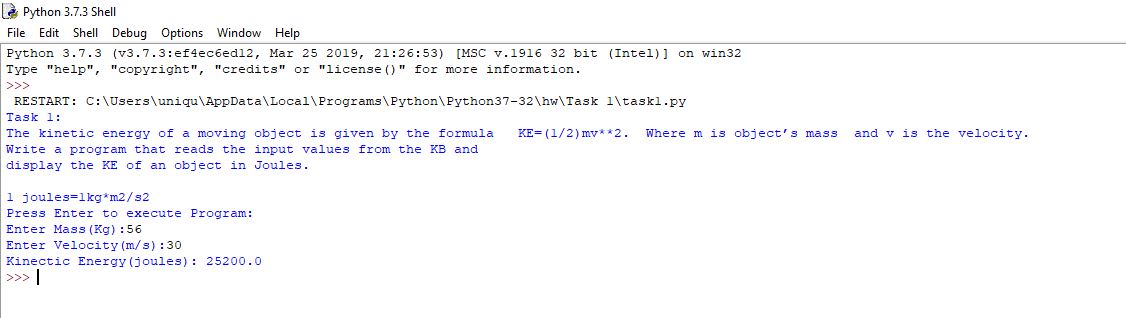 Python 3.7.3 Shell
File Edit Shell Debug Options Window Help
Python 3.7.3 (v3.7.3:ef4ec6ed12, Mar 25 2019, 21:26:53) [MSC v.1916 32 bit (Intel)] on win32
Type "help", "copyright", "credits" or "license()" for more information.
>>>
 RESTART: C:\Users\uniqu\AppData\Local\Programs\Python\Python37-32\hw\Task 1\task1.py
Task 1:
The kinetic energy of a moving object is given by the formula   KE=(1/2)mv**2.  Where m is object’s mass  and v is the velocity.
Write a program that reads the input values from the KB and
display the KE of an object in Joules.

1 joules=1kg*m2/s2
Press Enter to execute Program:
Enter Mass(Kg):56
Enter Velocity(m/s):30
Kinectic Energy(joules): 25200.0
>>>